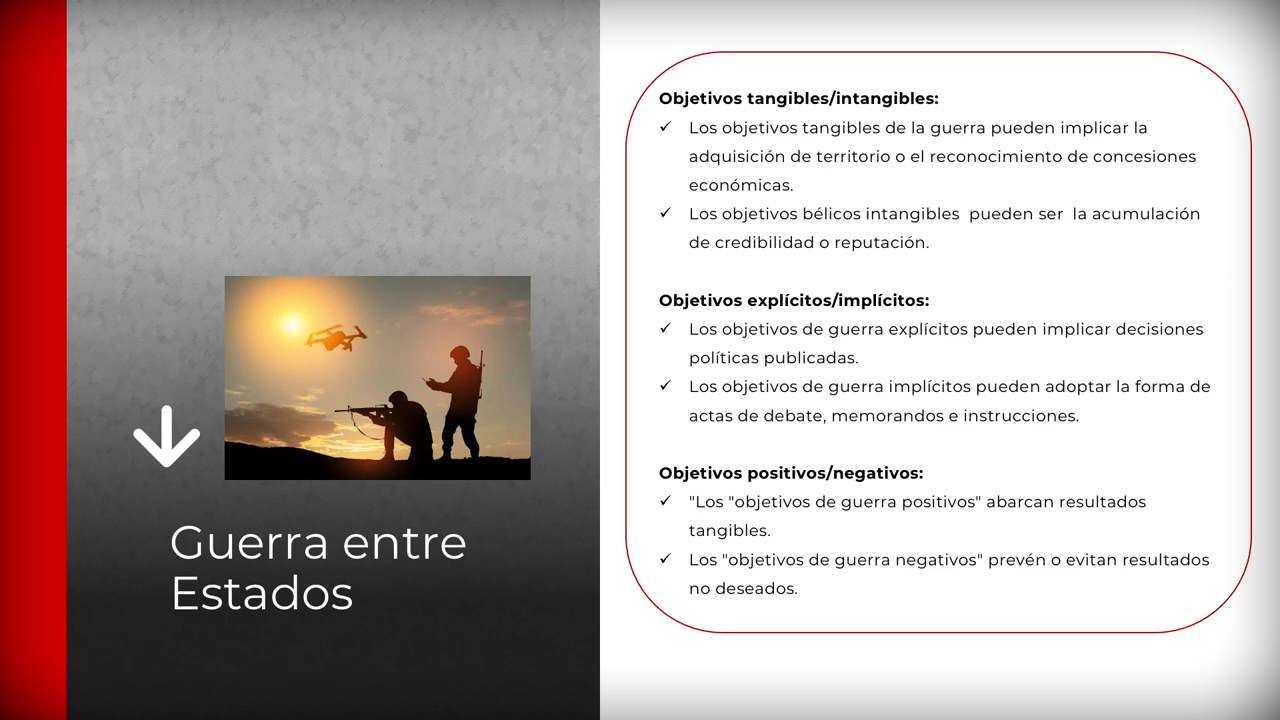 Guerra entre
Estados
Objetivos tangibles/intangibles:
✓ Los objetivos tangibles de la guerra pueden implicar la
adquisición de territorio o el reconocimiento de concesiones
económicas.
✓ Los objetivos bélicos intangibles  pueden ser  la acumulación
de credibilidad o reputación.
Objetivos explícitos/implícitos:
✓ Los objetivos de guerra explícitos pueden implicar decisiones
políticas publicadas.
✓ Los objetivos de guerra implícitos pueden adoptar la forma de
actas de debate, memorandos e instrucciones.
Objetivos positivos/negativos:
✓ "Los "objetivos de guerra positivos" abarcan resultados
tangibles.
✓ Los "objetivos de guerra negativos" prevén o evitan resultados
no deseados.